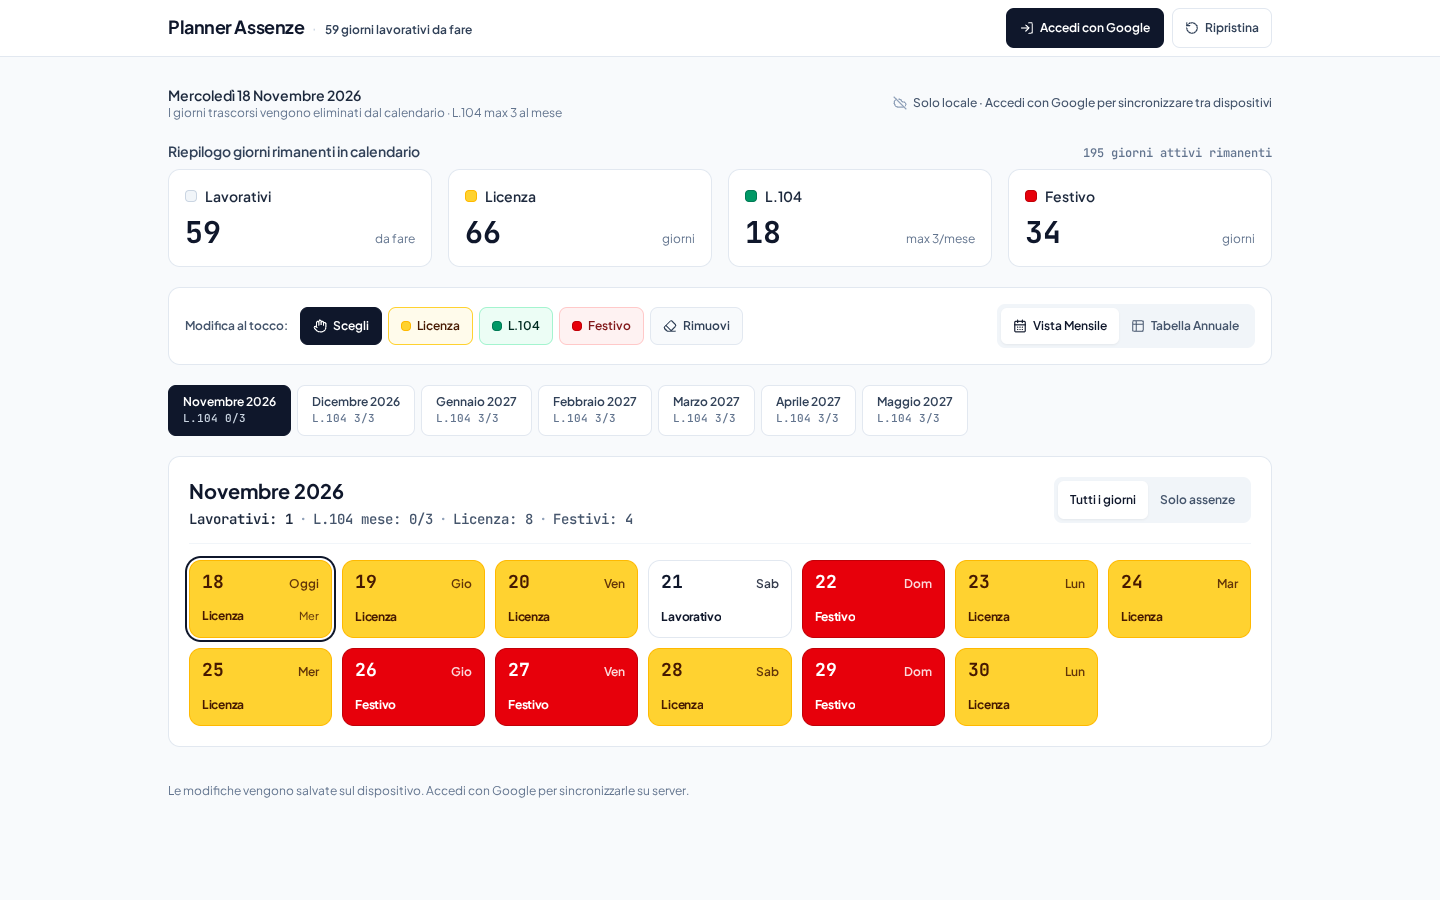 Planner Assenze · 59 giorni lavorativi da fare
Accedi con Google
Ripristina
Mercoledì 18 Novembre 2026
I giorni trascorsi vengono eliminati dal calendario · L.104 max 3 al mese
Solo locale · Accedi con Google per sincronizzare tra dispositivi
Riepilogo giorni rimanenti in calendario
195 giorni attivi rimanenti
Lavorativi
59 da fare
Licenza
66 giorni
L.104
18 max 3/mese
Festivo
34 giorni
Modifica al tocco: Scegli Licenza L.104 Festivo Rimuovi
Vista Mensile Tabella Annuale
Novembre 2026
L.104 0/3
Dicembre 2026
L.104 3/3
Gennaio 2027
L.104 3/3
Febbraio 2027
L.104 3/3
Marzo 2027
L.104 3/3
Aprile 2027
L.104 3/3
Maggio 2027
L.104 3/3
Novembre 2026
Lavorativi: 1 · L.104 mese: 0/3 · Licenza: 8 · Festivi: 4
Tutti i giorni Solo assenze
18 Oggi
Licenza Mer
19 Gio
Licenza
20 Ven
Licenza
21 Sab
Lavorativo
22 Dom
Festivo
23 Lun
Licenza
24 Mar
Licenza
25 Mer
Licenza
26 Gio
Festivo
27 Ven
Festivo
28 Sab
Licenza
29 Dom
Festivo
30 Lun
Licenza
Le modifiche vengono salvate sul dispositivo. Accedi con Google per sincronizzarle su server.